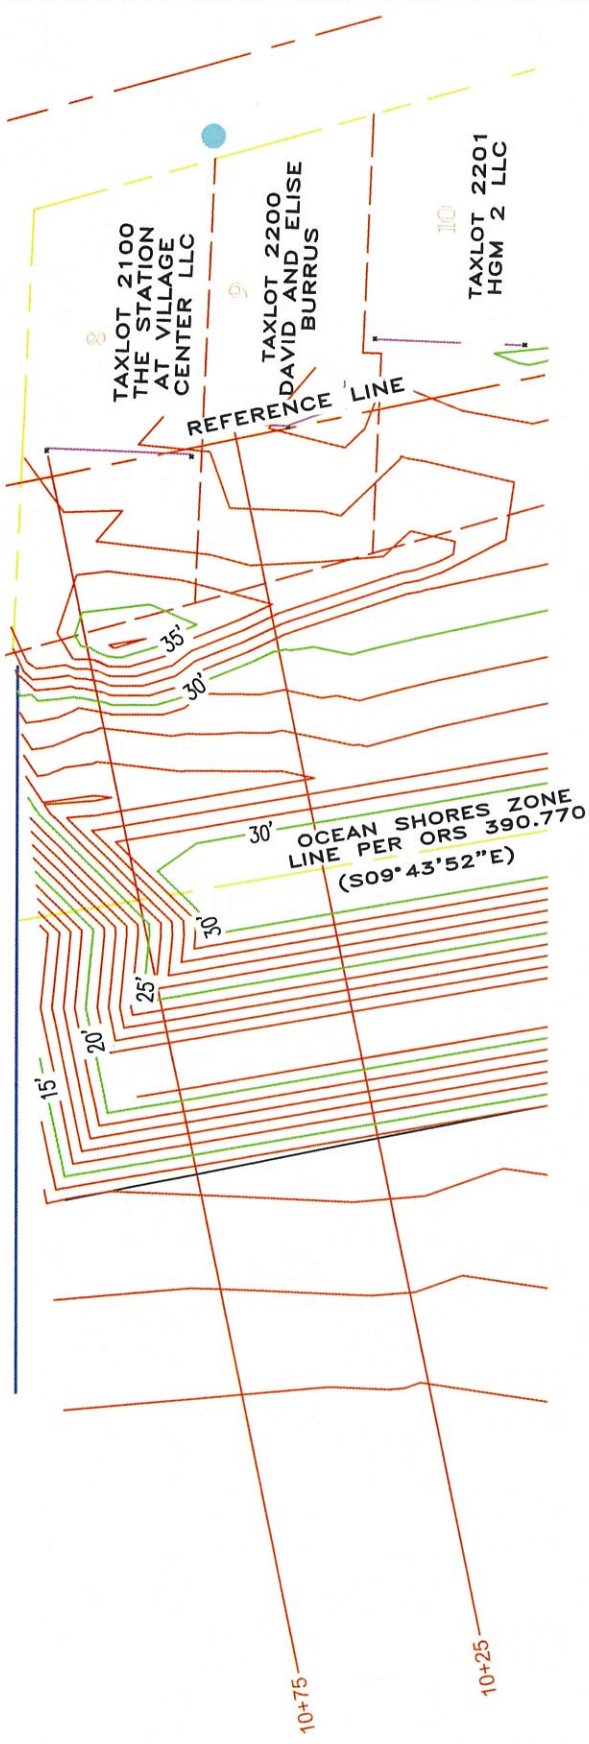 8
TAXLOT 2100
THE STATION
AT VILLAGE
CENTER LLC
9
TAXLOT 2200
DAVID AND ELISE
BURRUS
10
TAXLOT 2201
HGM 2 LLC
REFERENCE LINE
35'
30'
30'
OCEAN SHORES ZONE
LINE PER ORS 390.770
(S09°43'52"E)
30'
25'
20'
15'
10+75
10+25